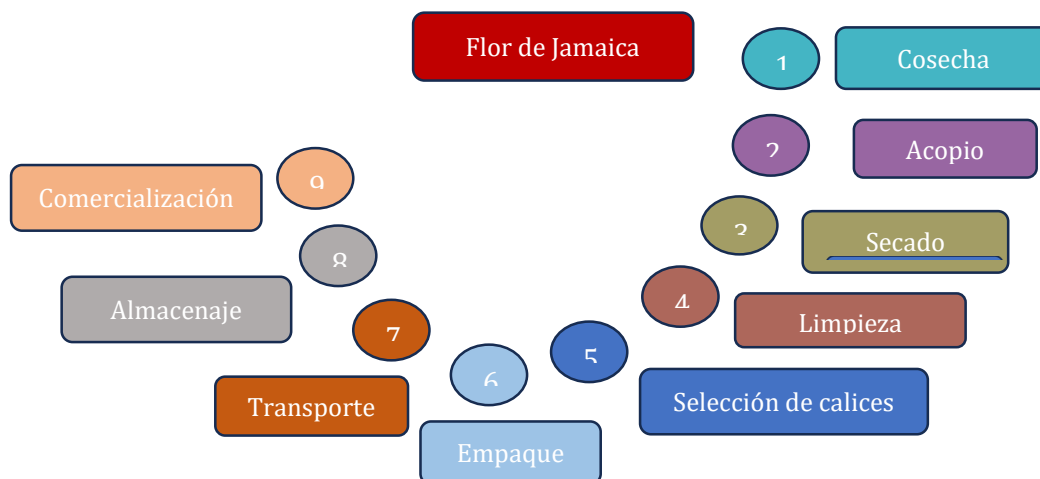 Flor de Jamaica
1
Cosecha
2
Acopio
3
Secado
4
Limpieza
5
Selección de calices
6
Empaque
7
Transporte
8
Almacenaje
9
Comercialización